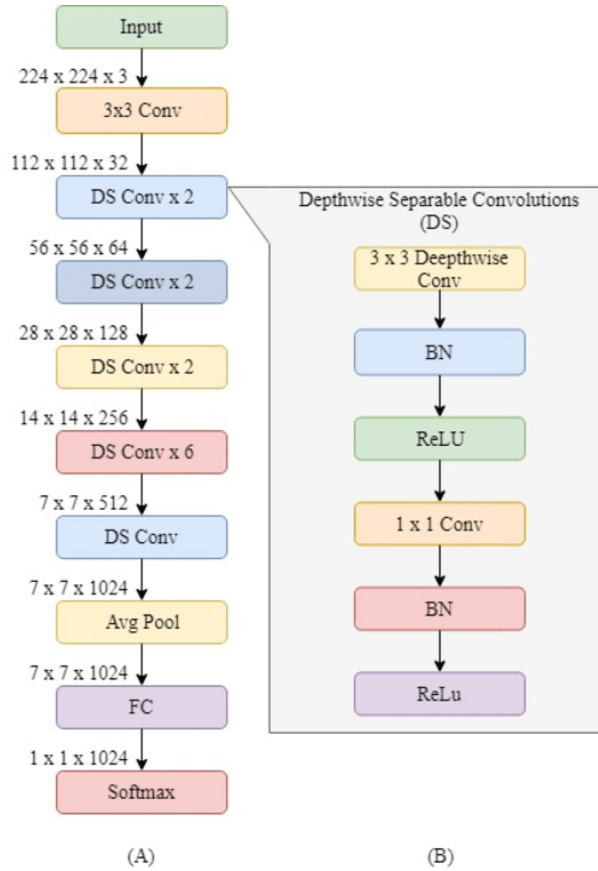 Input
224 x 224 x 3
3x3 Conv
112 x 112 x 32
DS Conv x 2
56 x 56 x 64
DS Conv x 2
28 x 28 x 128
DS Conv x 2
14 x 14 x 256
DS Conv x 6
7 x 7 x 512
DS Conv
7 x 7 x 1024
Avg Pool
7 x 7 x 1024
FC
1 x 1 x 1024
Softmax
(A)
Depthwise Separable Convolutions
(DS)
3 x 3 Deepthwise
Conv
BN
ReLU
1 x 1 Conv
BN
ReLu
(B)